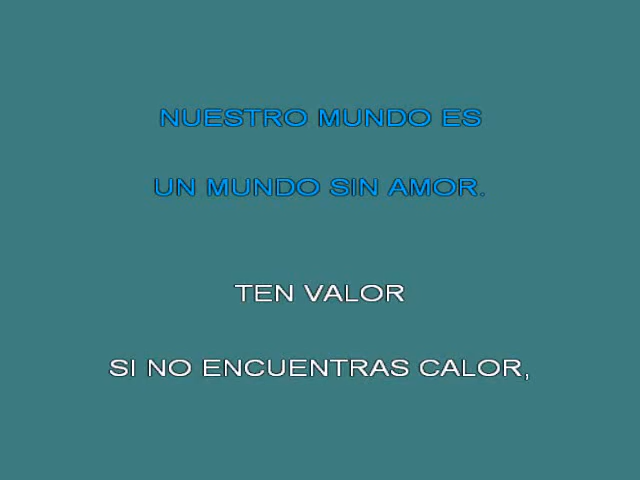 NUESTRO MUNDO ES
UN MUNDO SIN AMOR.
TEN VALOR
SI NO ENCUENTRAS CALOR,